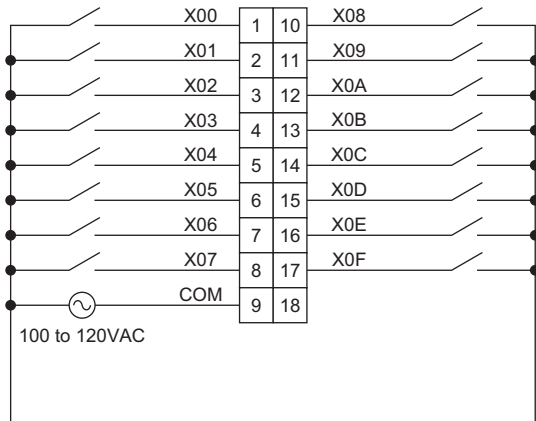 X00 1 10 X08
X01 2 11 X09
X02 3 12 X0A
X03 4 13 X0B
X04 5 14 X0C
X05 6 15 X0D
X06 7 16 X0E
X07 8 17 X0F
COM 9 18
100 to 120VAC